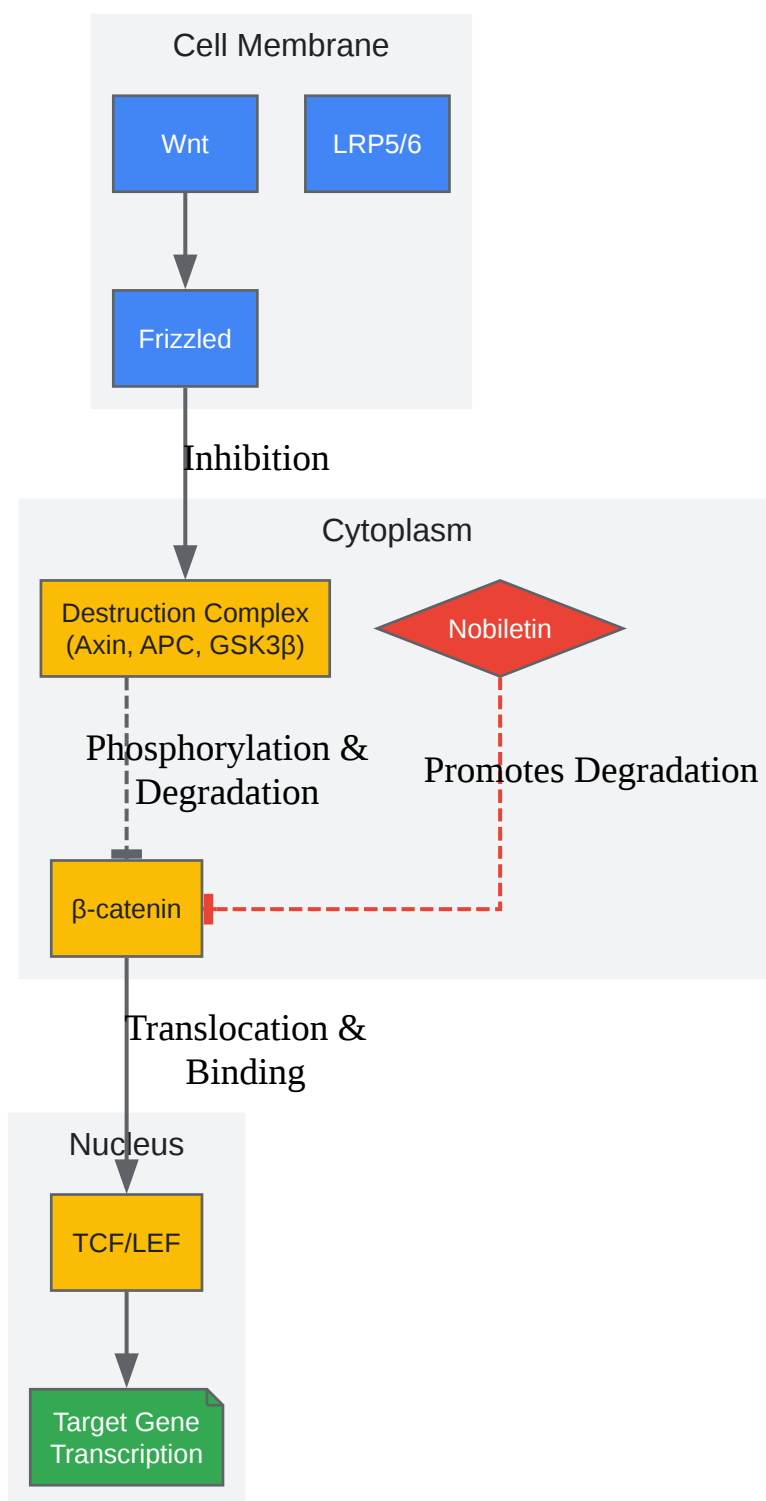 Cell Membrane
Wnt
LRP5/6
Frizzled
Inhibition
Cytoplasm
Destruction Complex
(Axin, APC, GSK3β)
Nobiletin
Phosphorylation &
Degradation
Promotes Degradation
β-catenin
Translocation &
Binding
Nucleus
TCF/LEF
Target Gene
Transcription